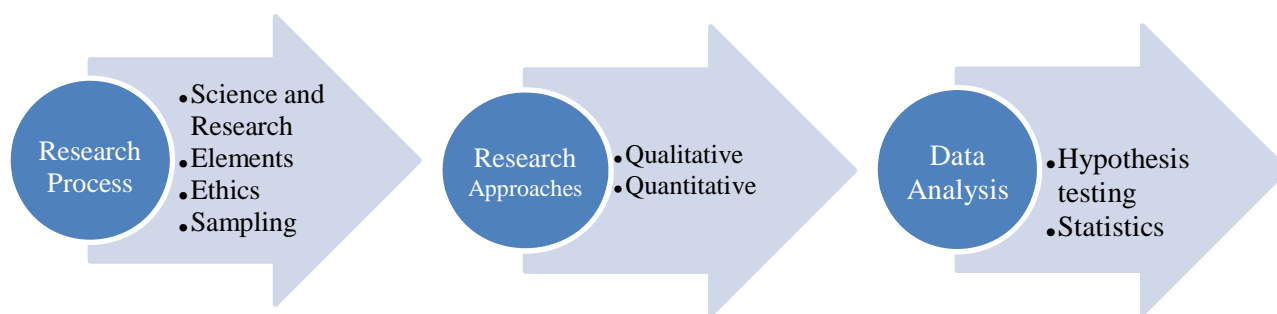 Research
Process
•Science and
Research
•Elements
•Ethics
•Sampling
Research
Approaches
•Qualitative
•Quantitative
Data
Analysis
•Hypothesis
testing
•Statistics